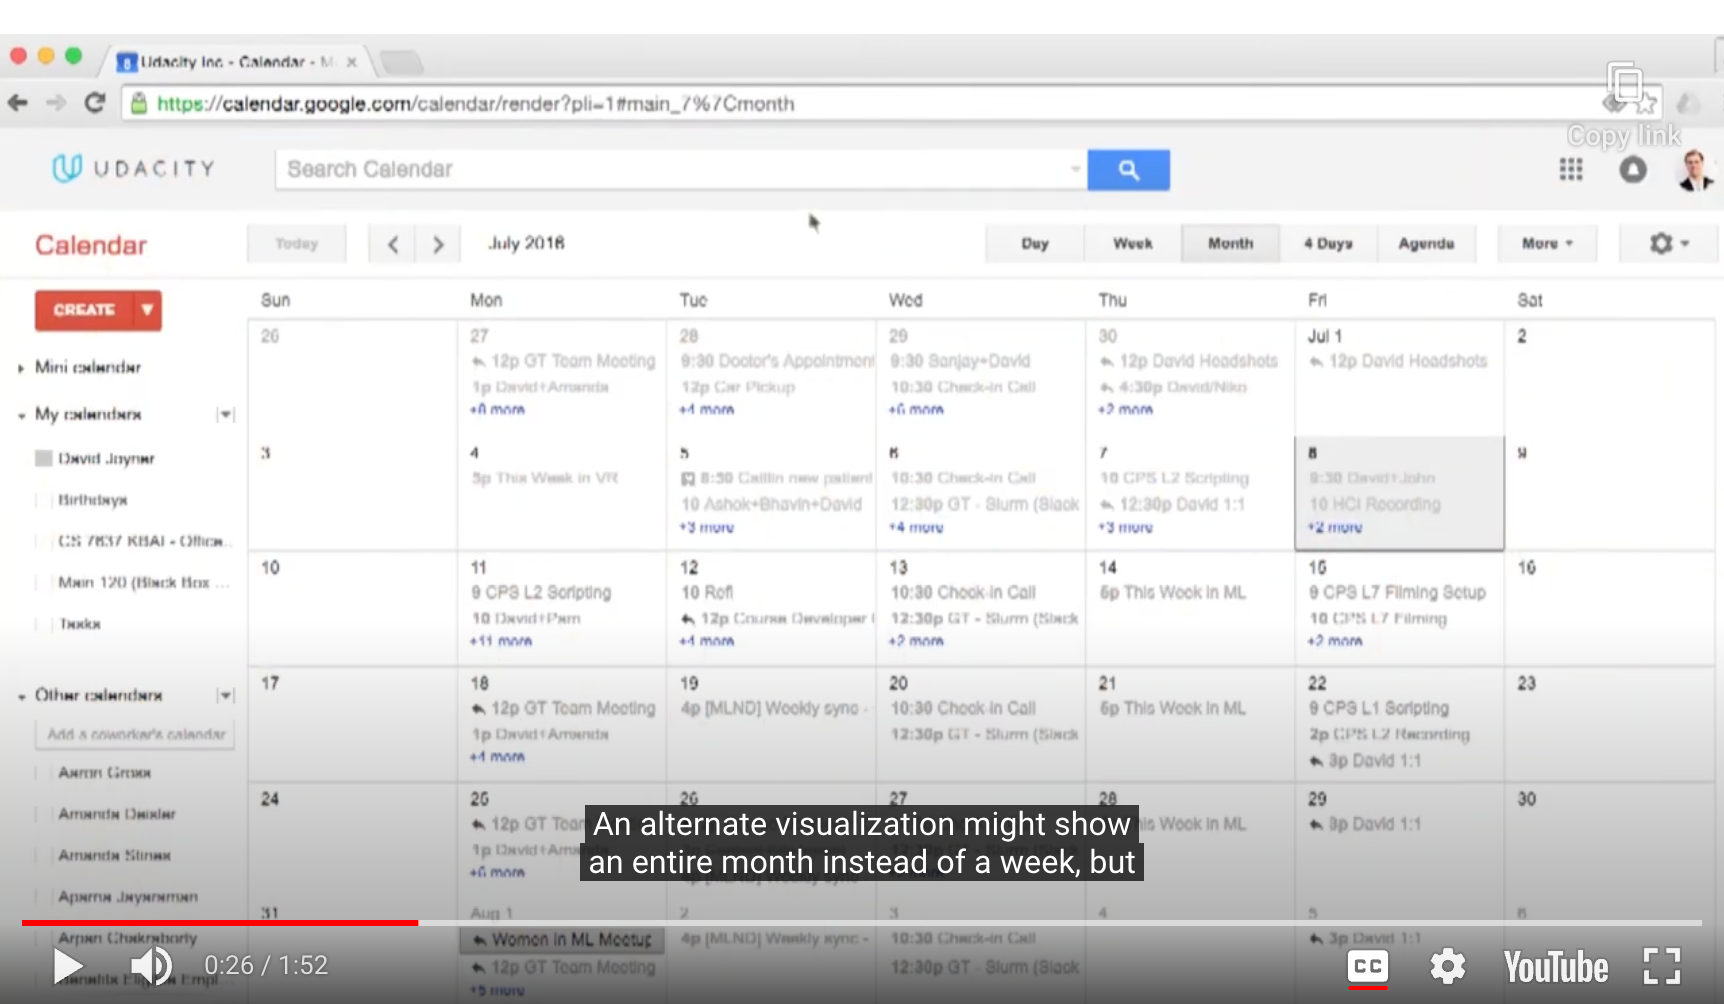 Udacity Inc - Calendar - M
https://calendar.google.com/calendar/render?pli=1#main_7%7Cmonth
Copy link
UDACITY
Search Calendar
Calendar
Today
July 2016
Day Week Month 4 Days Agenda More
CREATE
Mini calendar
My calendars
David Joyner
Birthdays
CS 7637 KBAI - Office...
Main 120 (Black Box ...
Tasks
Other calendars
Add a coworker's calendar
Aaron Gross
Amanda Deisler
Amanda Slinas
Aparna Jayaraman
Arpan Chakraborty
Sun Mon Tue Wed Thu Fri Sat
26 27 28 29 30 Jul 1 2
12p GT Team Meeting 9:30 Doctor's Appointment 9:30 Sanjay+David 12p David Headshots 12p David Headshots
1p David+Amanda 12p Car Pickup 10:30 Check-in Call 4:30p David/Niko
+8 more +4 more +6 more +2 more
3 4 5 6 7 8 9
5p This Week in VR 8:30 Caitlin new patient 10:30 Check-in Call 10 CPS L2 Scripting 9:30 David+John
10 Ashok+Bhavin+David 12:30p GT - Slurm (Slack 12:30p David 1:1 10 HCI Recording
+3 more +4 more +3 more +2 more
10 11 12 13 14 15 16
9 CPS L2 Scripting 10 Refl 10:30 Check-in Call 6p This Week in ML 9 CPS L7 Filming Setup
10 David+Pam 12p Course Developer 12:30p GT - Slurm (Slack 10 CPS L7 Filming
+11 more +4 more +2 more +2 more
17 18 19 20 21 22 23
12p GT Team Meeting 4p [MLND] Weekly sync - 10:30 Check-in Call 6p This Week in ML 9 CPS L1 Scripting
1p David+Amanda 12:30p GT - Slurm (Slack 2p CPS L2 Recording
+4 more 3p David 1:1
24 25 26 27 28 29 30
12p GT Team his Week in ML 3p David 1:1
1p David+Amanda
+6 more
An alternate visualization might show
an entire month instead of a week, but
31 Aug 1 2 3 4 5 6
Women in ML Meetup 4p [MLND] Weekly sync - 10:30 Check-in Call 3p David 1:1
12p GT Team Meeting 12:30p GT - Slurm (Slack
+5 more
0:26 / 1:52
CC
YouTube